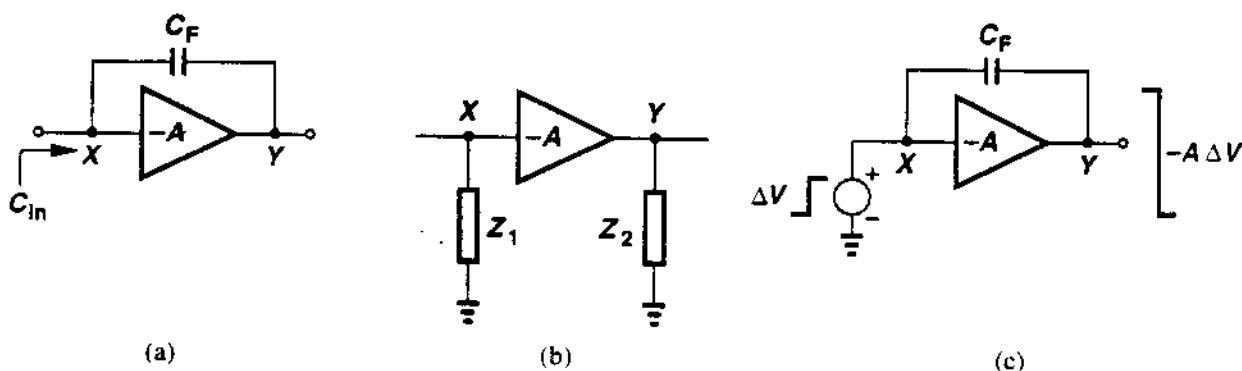 C_F
-A
X
Y
C_in
(a)
X
Y
-A
Z_1
Z_2
(b)
C_F
-A
X
Y
ΔV
+
-
-A ΔV
(c)